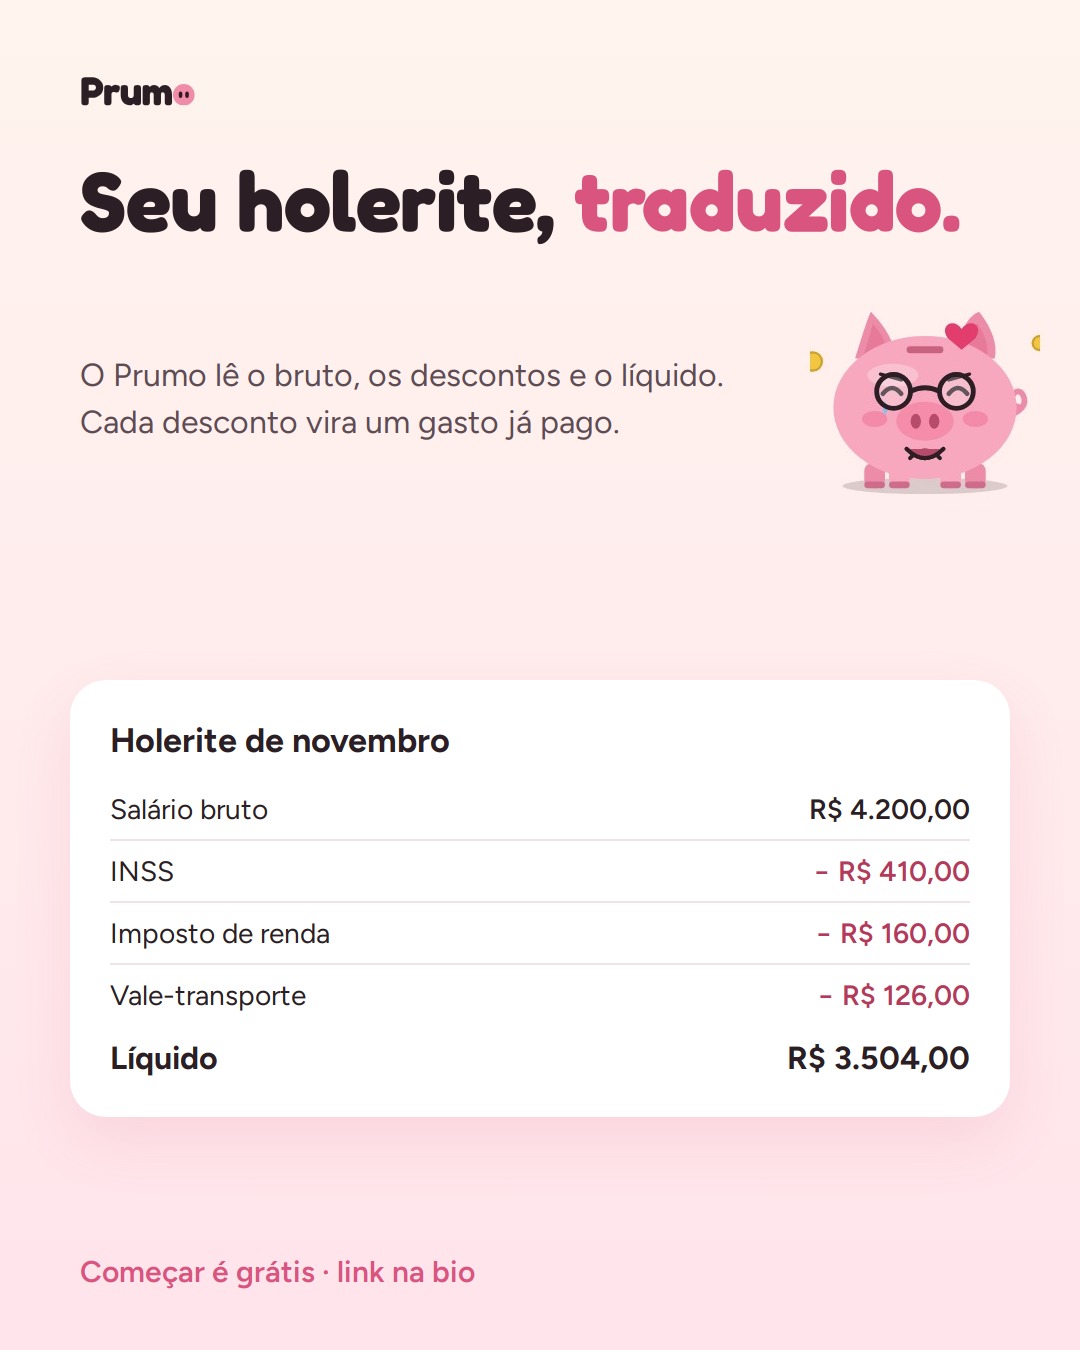 Prumo
Seu holerite, traduzido.
O Prumo lê o bruto, os descontos e o líquido.
Cada desconto vira um gasto já pago.
Holerite de novembro
Salário bruto R$ 4.200,00
INSS − R$ 410,00
Imposto de renda − R$ 160,00
Vale-transporte − R$ 126,00
Líquido R$ 3.504,00
Começar é grátis · link na bio